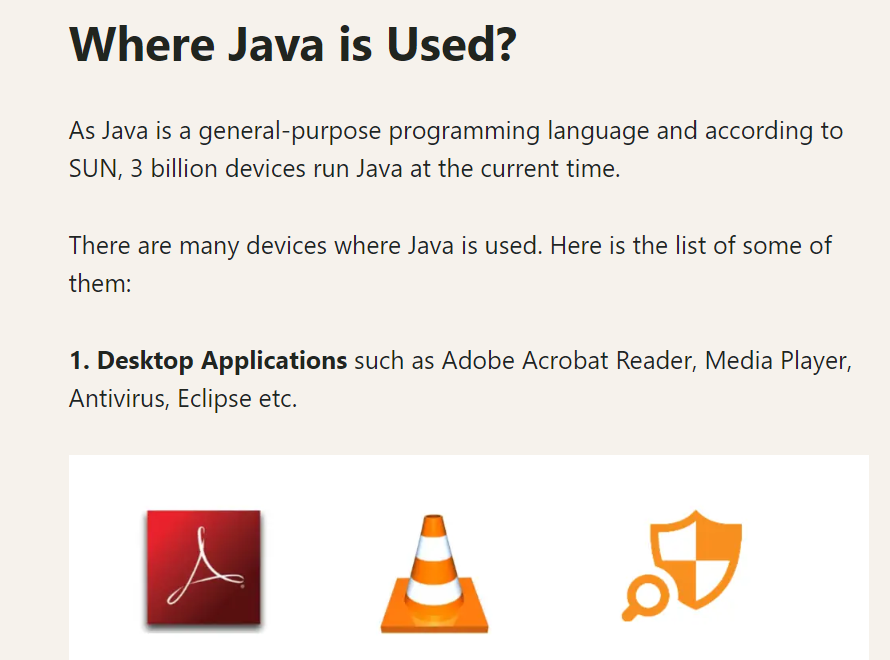 Where Java is Used?
As Java is a general-purpose programming language and according to
SUN, 3 billion devices run Java at the current time.
There are many devices where Java is used. Here is the list of some of
them:
1. Desktop Applications such as Adobe Acrobat Reader, Media Player,
Antivirus, Eclipse etc.